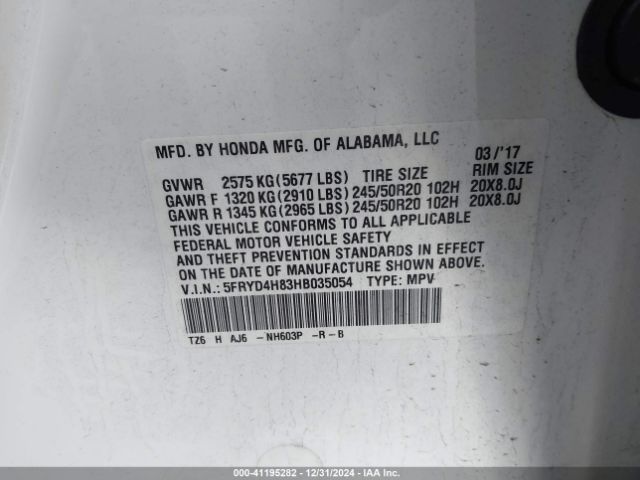 MFD. BY HONDA MFG. OF ALABAMA, LLC 03/'17
GVWR 2575 KG(5677 LBS) TIRE SIZE RIM SIZE
GAWR F 1320 KG(2910 LBS) 245/50R20 102H 20X8.0J
GAWR R 1345 KG(2965 LBS) 245/50R20 102H 20X8.0J
THIS VEHICLE CONFORMS TO ALL APPLICABLE
FEDERAL MOTOR VEHICLE SAFETY
AND THEFT PREVENTION STANDARDS IN EFFECT
ON THE DATE OF MANUFACTURE SHOWN ABOVE.
V.I.N.: 5FRYD4H83HB035054 TYPE: MPV
TZ6 H AJ6 -NH603P -R-B
000-41195282 - 12/31/2024 - IAA Inc.